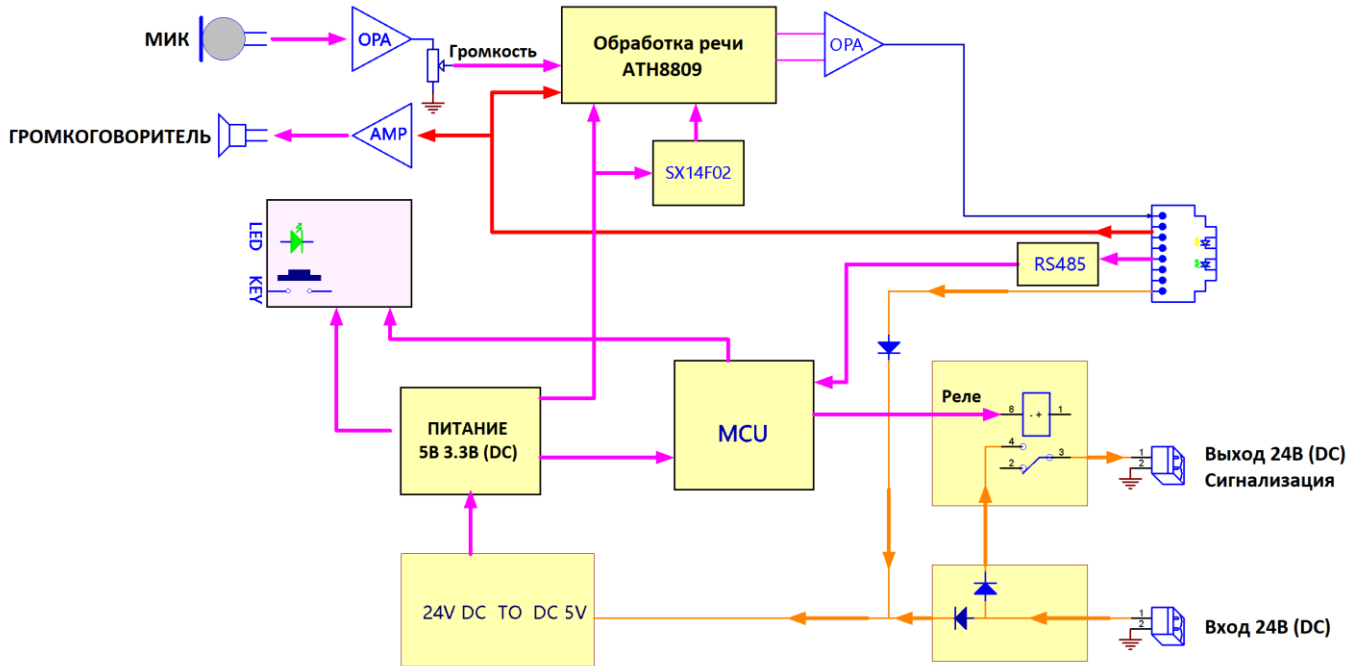 МИК
OPA
Громкость
Обработка речи
ATH8809
OPA
ГРОМКОГОВОРИТЕЛЬ
AMP
SX14F02
LED
KEY
RS485
ПИТАНИЕ
5В 3.3В (DC)
MCU
Реле
8
- +
1
4
2
3
1
2
Выход 24В (DC)
Сигнализация
24V DC TO DC 5V
1
2
Вход 24В (DC)